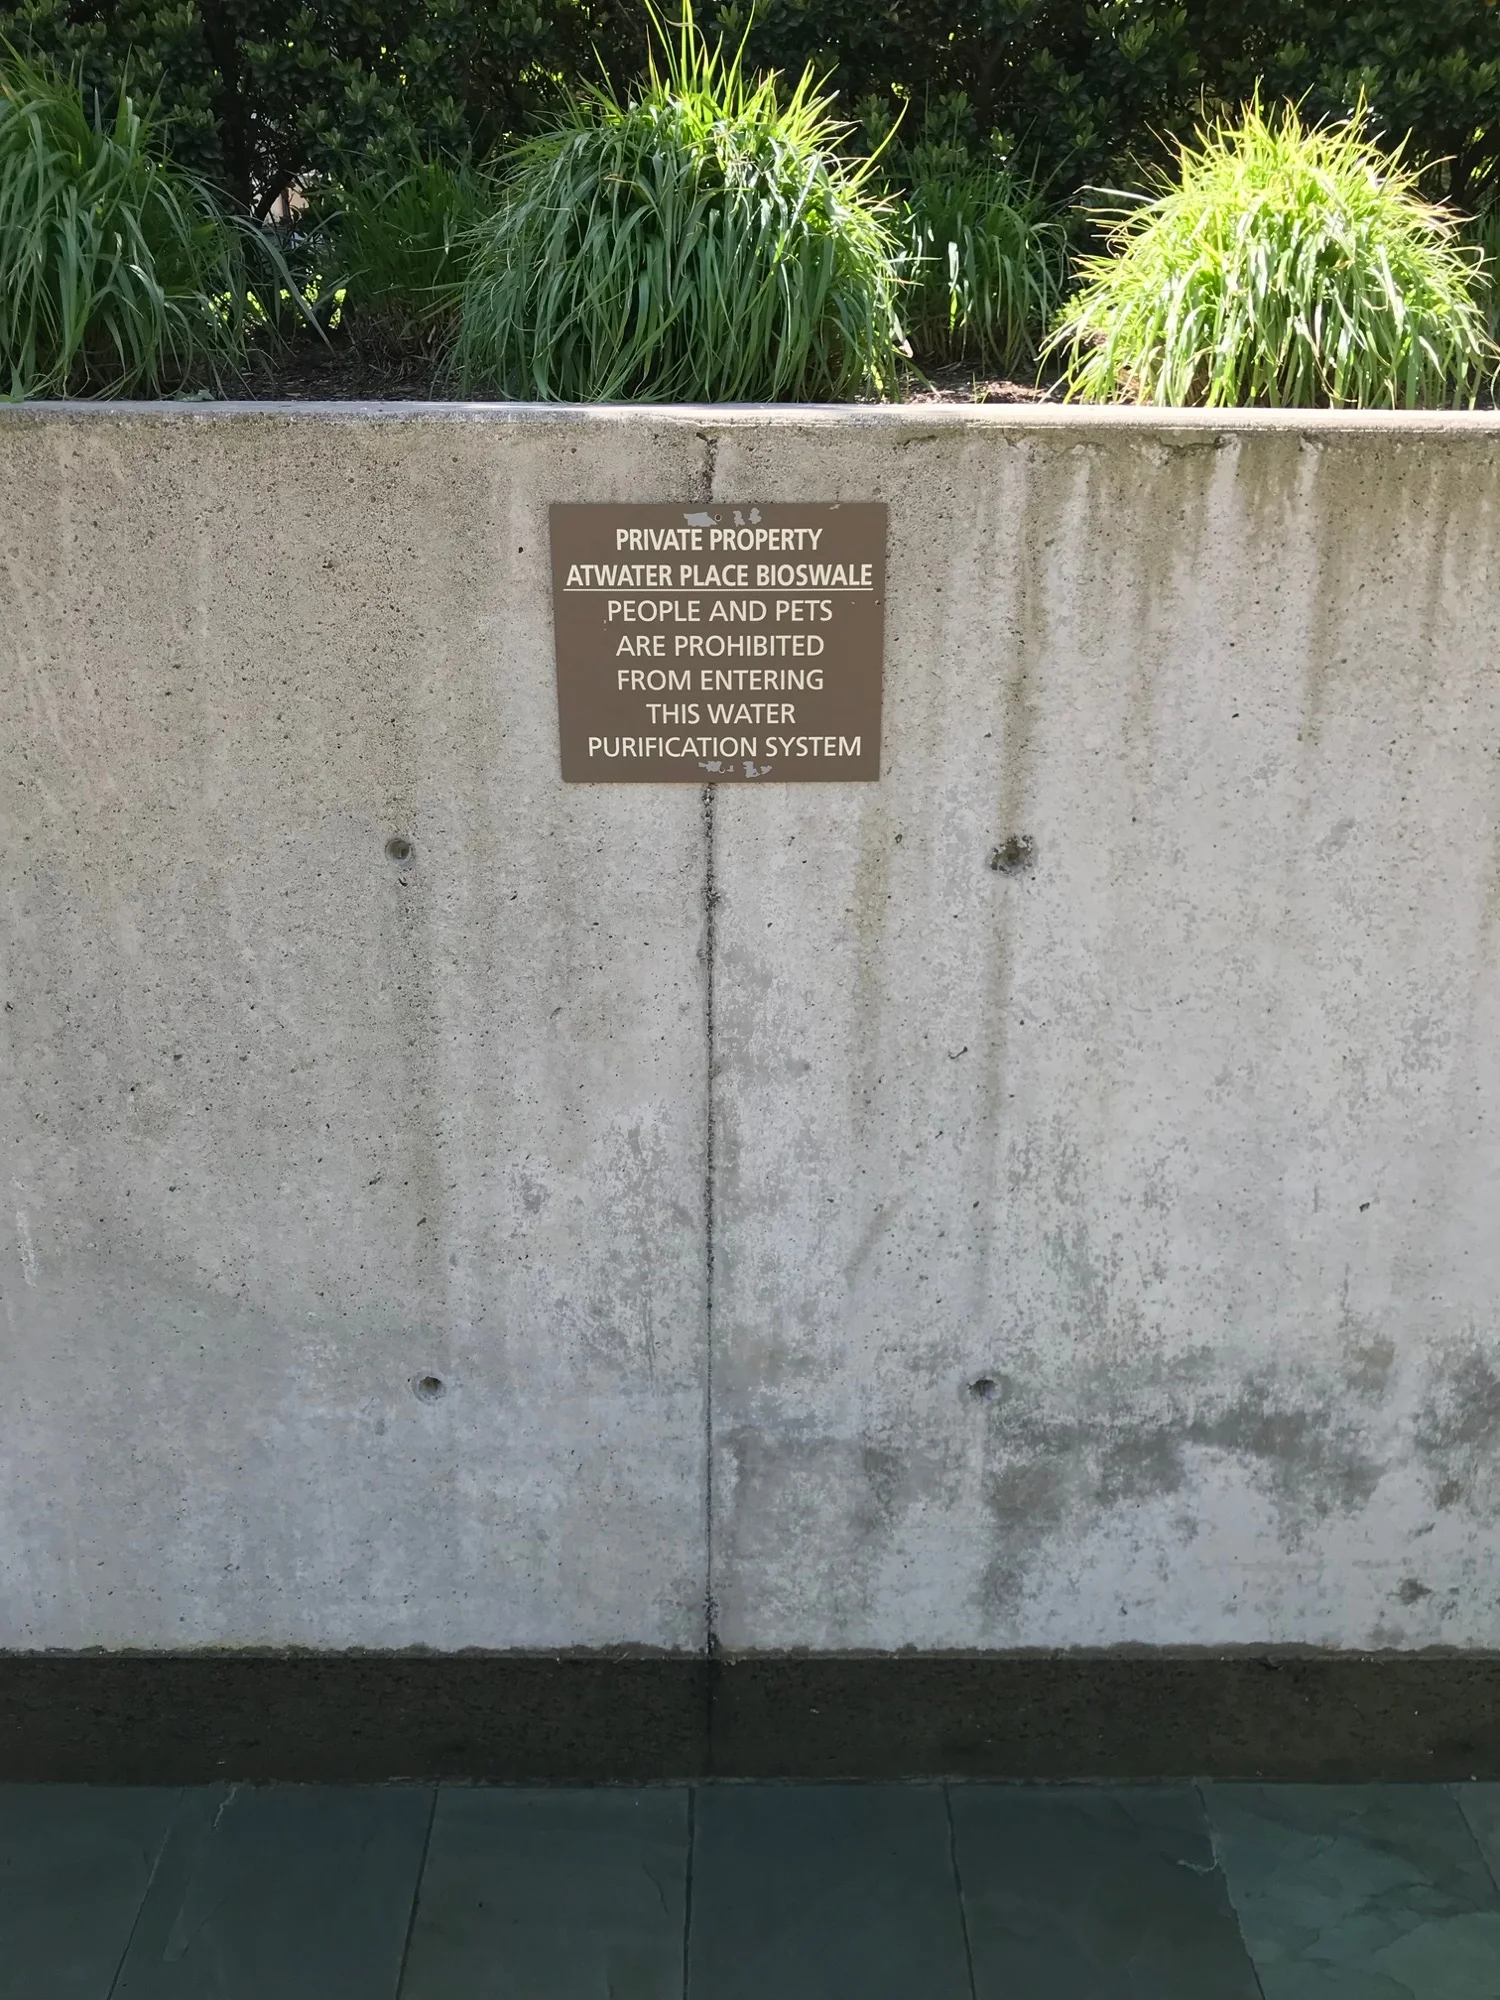 PRIVATE PROPERTY
ATWATER PLACE BIOSWALE
PEOPLE AND PETS
ARE PROHIBITED
FROM ENTERING
THIS WATER
PURIFICATION SYSTEM